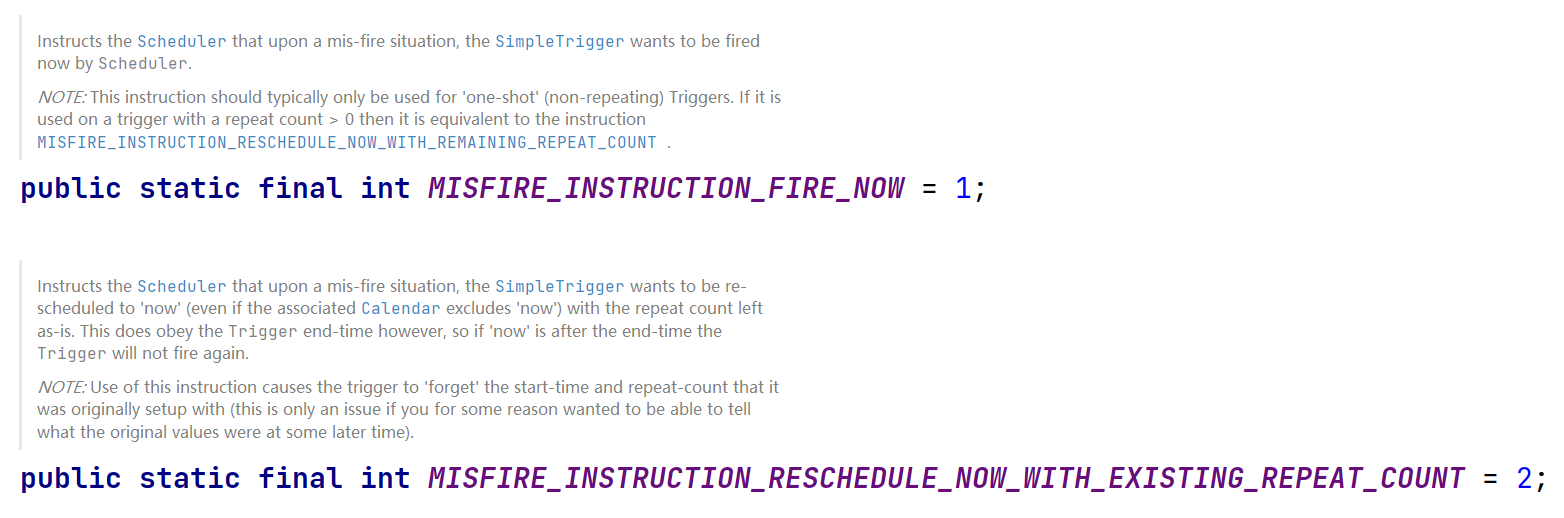 Instructs the Scheduler that upon a mis-fire situation, the SimpleTrigger wants to be fired
now by Scheduler.
NOTE: This instruction should typically only be used for 'one-shot' (non-repeating) Triggers. If it is
used on a trigger with a repeat count > 0 then it is equivalent to the instruction
MISFIRE_INSTRUCTION_RESCHEDULE_NOW_WITH_REMAINING_REPEAT_COUNT .
public static final int MISFIRE_INSTRUCTION_FIRE_NOW = 1;
Instructs the Scheduler that upon a mis-fire situation, the SimpleTrigger wants to be re-
scheduled to 'now' (even if the associated Calendar excludes 'now') with the repeat count left
as-is. This does obey the Trigger end-time however, so if 'now' is after the end-time the
Trigger will not fire again.
NOTE: Use of this instruction causes the trigger to 'forget' the start-time and repeat-count that it
was originally setup with (this is only an issue if you for some reason wanted to be able to tell
what the original values were at some later time).
public static final int MISFIRE_INSTRUCTION_RESCHEDULE_NOW_WITH_EXISTING_REPEAT_COUNT = 2;